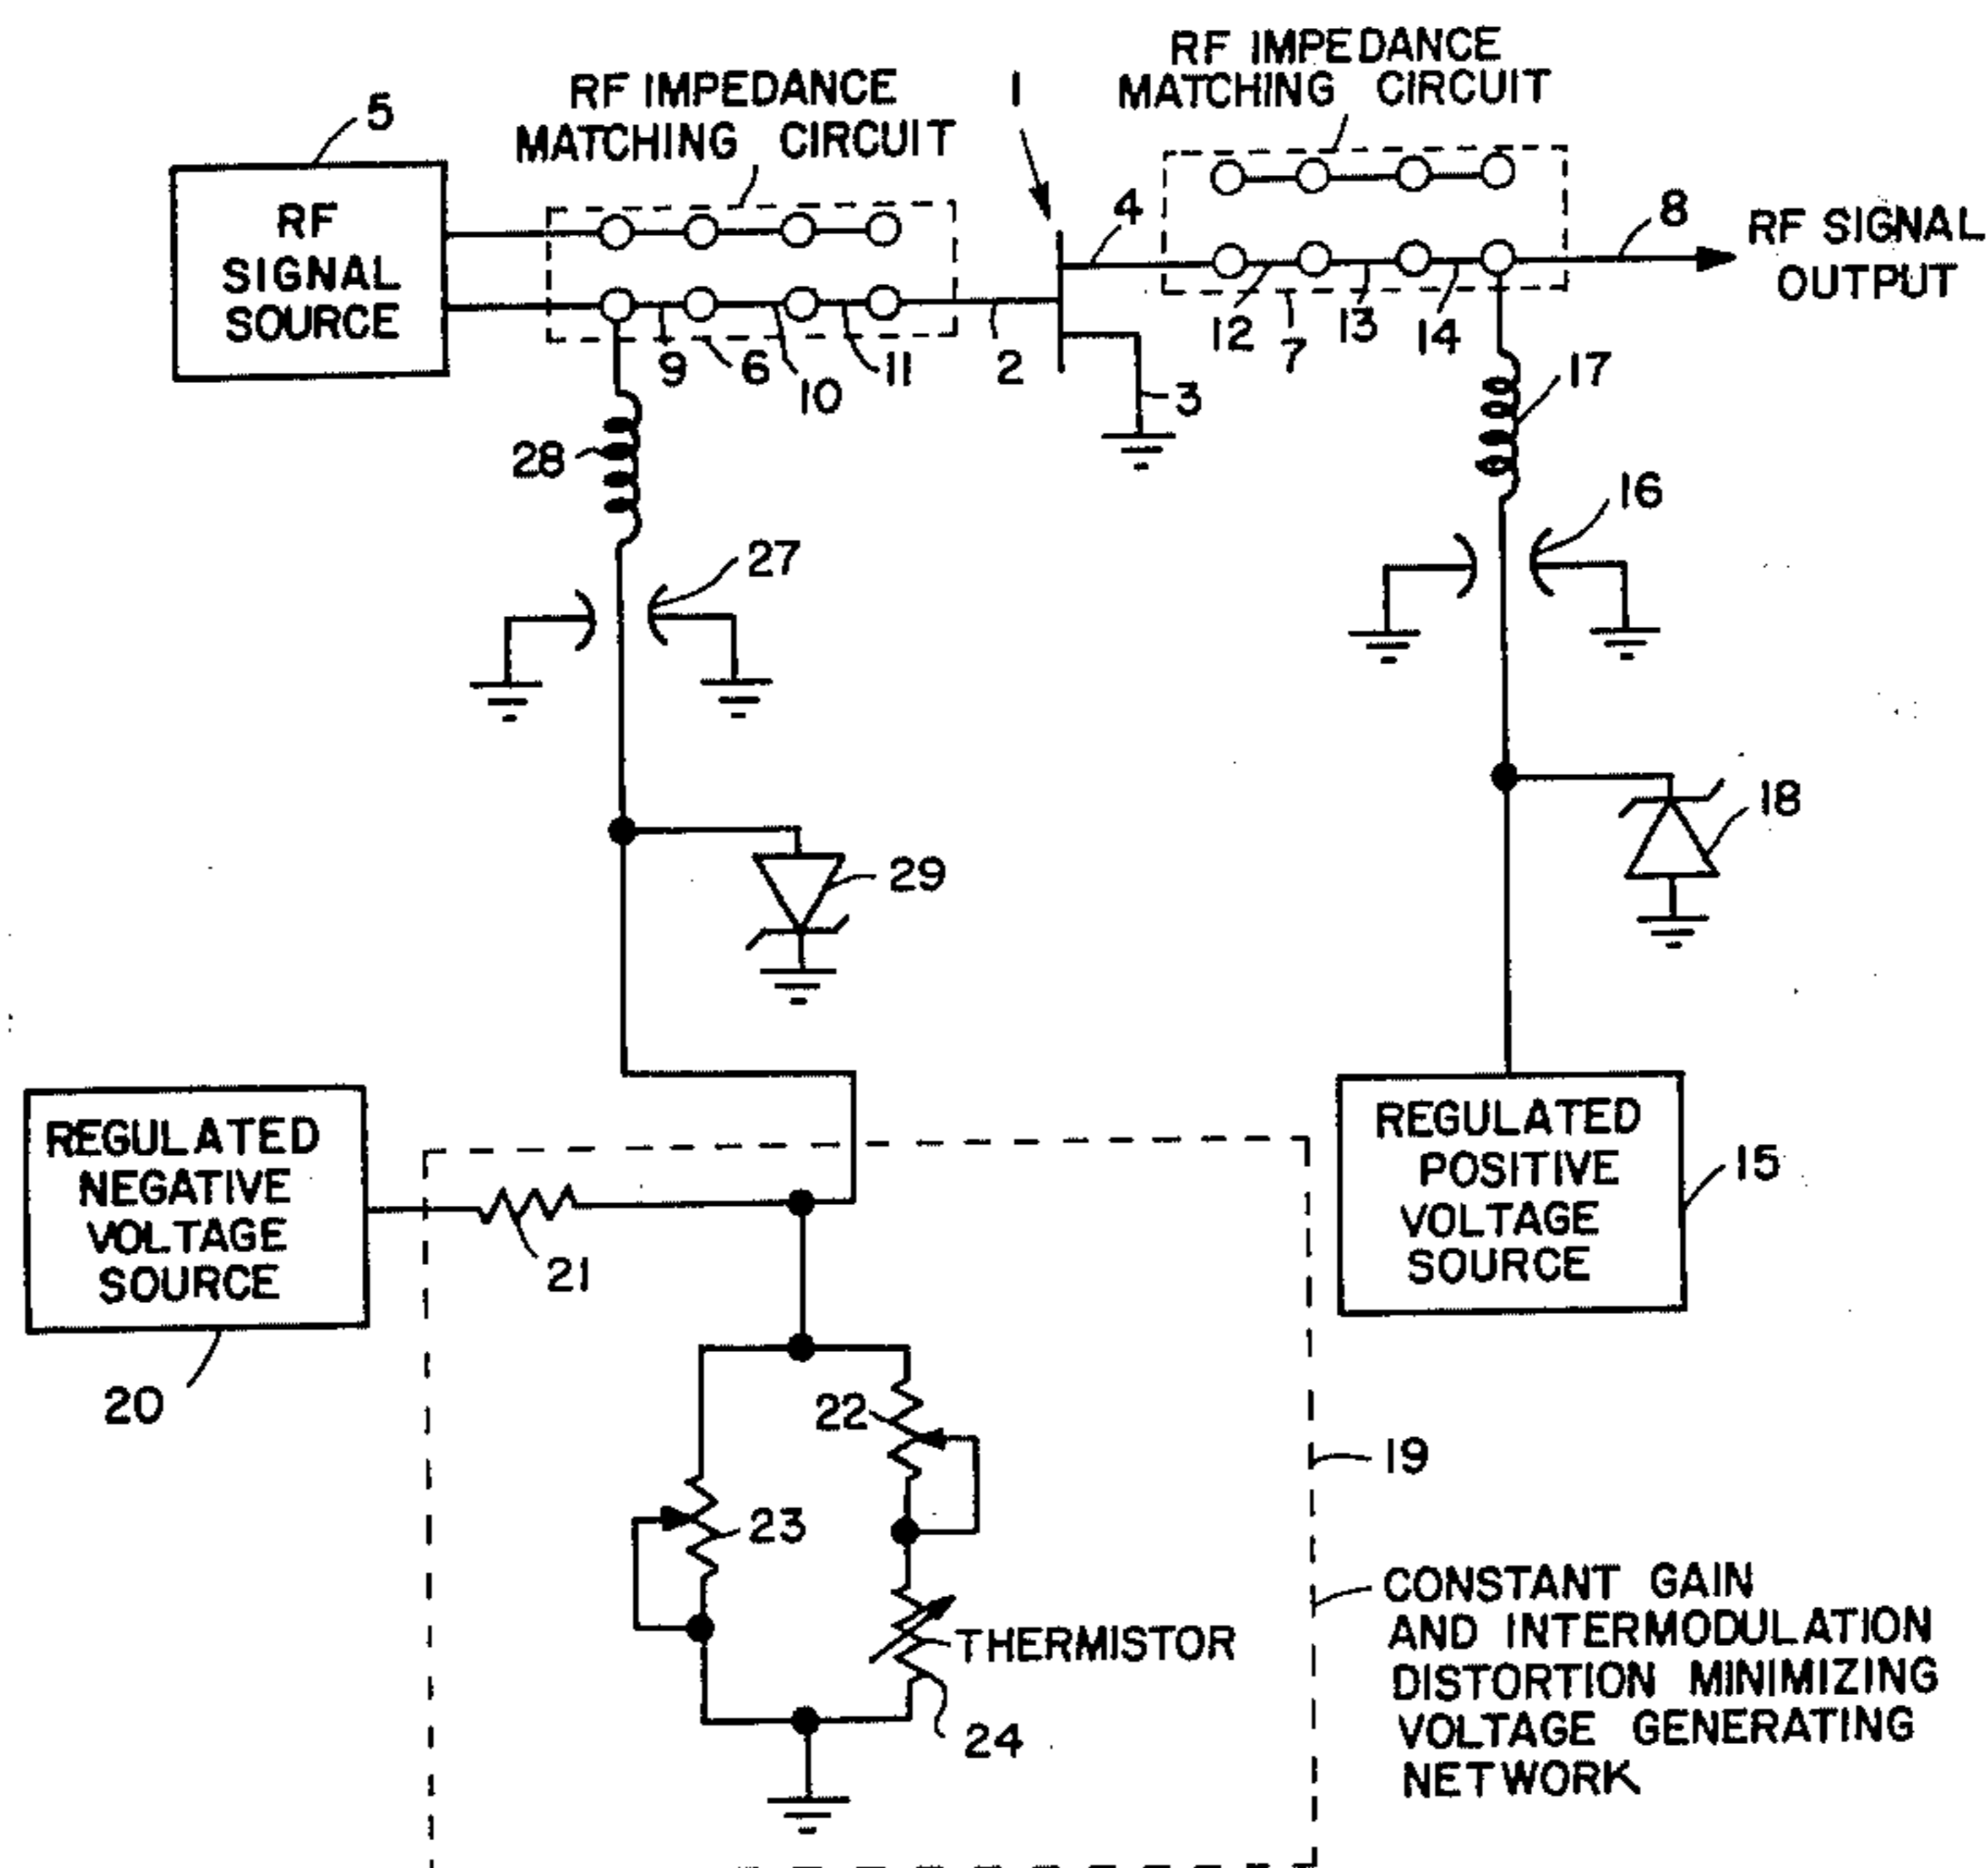 RF IMPEDANCE
MATCHING CIRCUIT
1
RF IMPEDANCE
MATCHING CIRCUIT
5
RF
SIGNAL
SOURCE
4
8
RF SIGNAL
OUTPUT
9
6
10
11
2
3
12
7
13
14
17
28
16
27
18
29
REGULATED
NEGATIVE
VOLTAGE
SOURCE
20
21
REGULATED
POSITIVE
VOLTAGE
SOURCE
15
22
23
19
THERMISTOR
24
CONSTANT GAIN
AND INTERMODULATION
DISTORTION MINIMIZING
VOLTAGE GENERATING
NETWORK